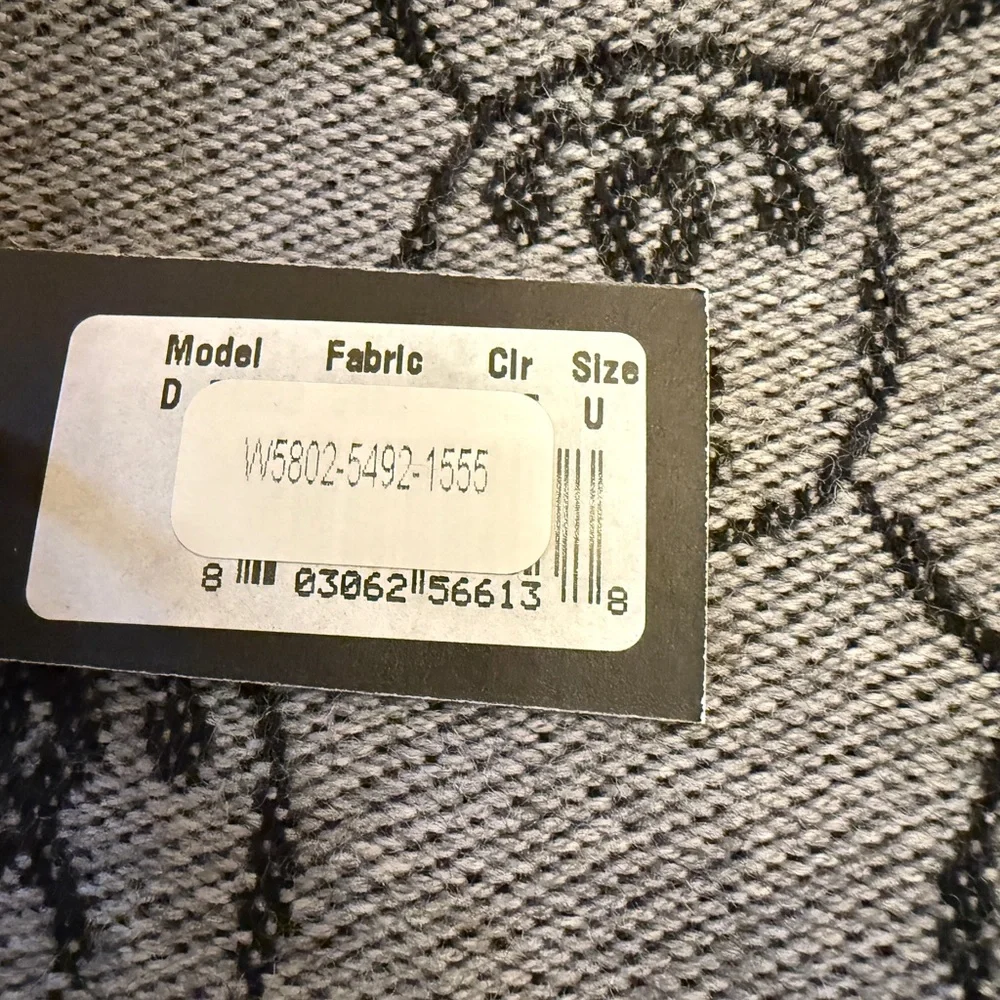 Model Fabric Clr Size
D U
W5802-5492-1555
8 03062 56613 8